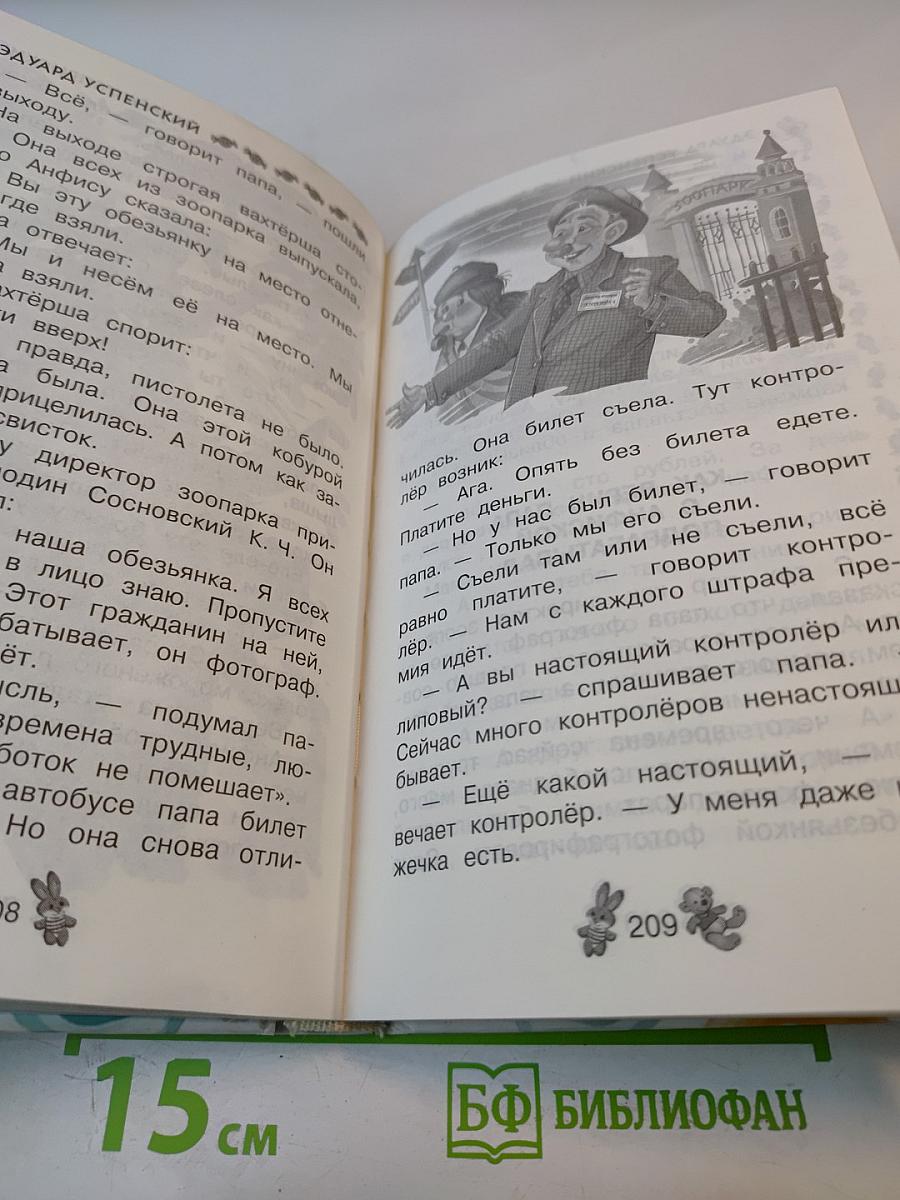 ЭДУАРД УСПЕНСКИЙ
— Всё, — говорит папа, — пошли
выходу.
На выходе строгая вахтёрша сто-
Она всех из зоопарка выпускала,
Анфису сказала:
Вы эту обезьянку на место отне-
где взяли.
отвечает:
Мы и несём её на место. Мы
взяли.
вахтёрша спорит:
вверх!
правда, пистолета не было.
была. Она этой кобурой
прицелилась. А потом как за-
свисток.
директор зоопарка при-
Сосновский К. Ч. Он
наша обезьянка. Я всех
в лицо знаю. Пропустите
Этот гражданин на ней,
он фотограф.
— подумал па-
времена трудные, лю-
не помешает».
автобусе папа билет
Но она снова отли-
08
ЗООПАРК
чилась. Она билет съела. Тут контро-
лёр возник:
— Ага. Опять без билета едете.
Платите деньги.
— Но у нас был билет, — говорит
папа. — Только мы его съели.
— Съели там или не съели, всё
равно платите, — говорит контро-
лёр. — Нам с каждого штрафа пре-
мия идёт.
— А вы настоящий контролёр ил
липовый? — спрашивает папа. —
Сейчас много контролёров ненастоящ
бывает.
— Ещё какой настоящий, —
вечает контролёр. — У меня даже
жечка есть.
209
15 см
БФ БИБЛИОФАН